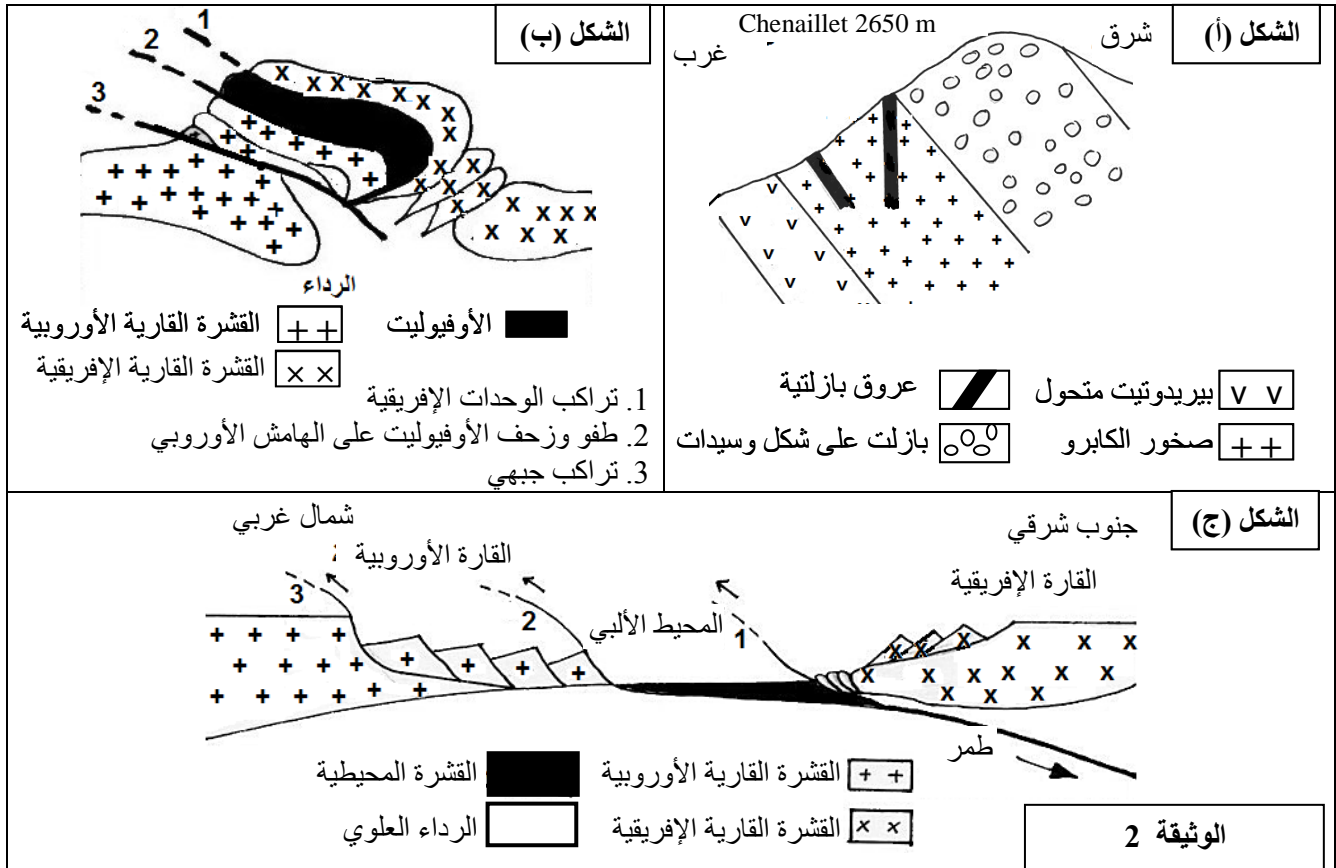 الشكل (أ)
Chenaillet 2650 m
شرق
غرب
بيريدوتيت متحول
عروق بازلتية
صخور الكابرو
بازلت على شكل وسيدات
الشكل (ب)
1
2
3
الرداء
الأوفيوليت
القشرة القارية الأوروبية
القشرة القارية الإفريقية
1. تراكب الوحدات الإفريقية
2. طفو وزحف الأوفيوليت على الهامش الأوروبي
3. تراكب جبهي
الشكل (ج)
جنوب شرقي
شمال غربي
القارة الإفريقية
القارة الأوروبية
المحيط الألبي
1
2
3
طمر
القشرة القارية الأوروبية
القشرة المحيطية
القشرة القارية الإفريقية
الرداء العلوي
الوثيقة 2